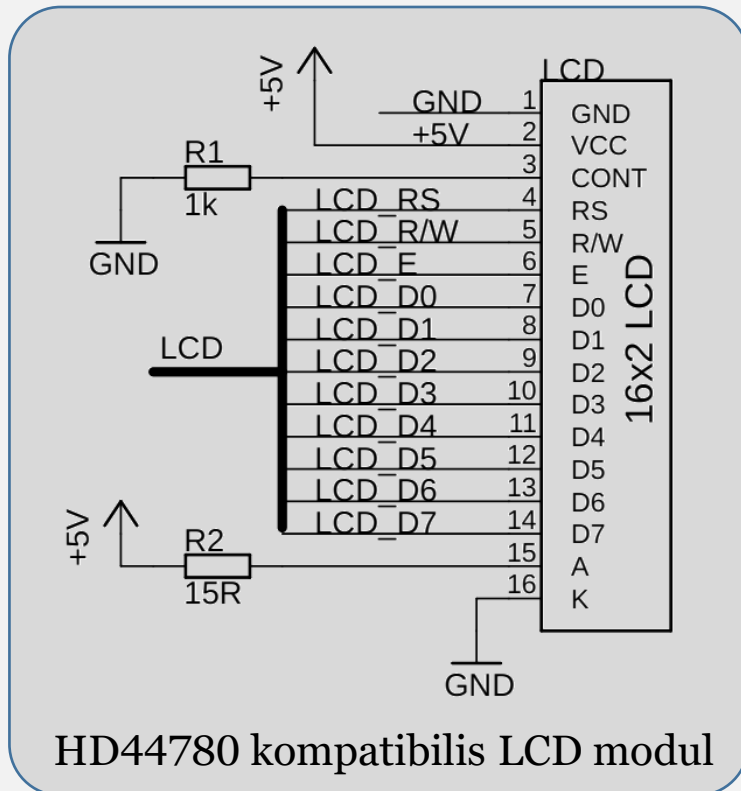 +5V
LCD
GND 1 GND
+5V 2 VCC
R1 3 CONT
1k
GND
LCD_RS 4 RS
LCD_R/W 5 R/W
LCD_E 6 E
LCD_D0 7 D0
LCD_D1 8 D1
LCD LCD_D2 9 D2
LCD_D3 10 D3
LCD_D4 11 D4
LCD_D5 12 D5
LCD_D6 13 D6
LCD_D7 14 D7
16x2 LCD
+5V
R2 15 A
15R
16 K
GND
HD44780 kompatibilis LCD modul